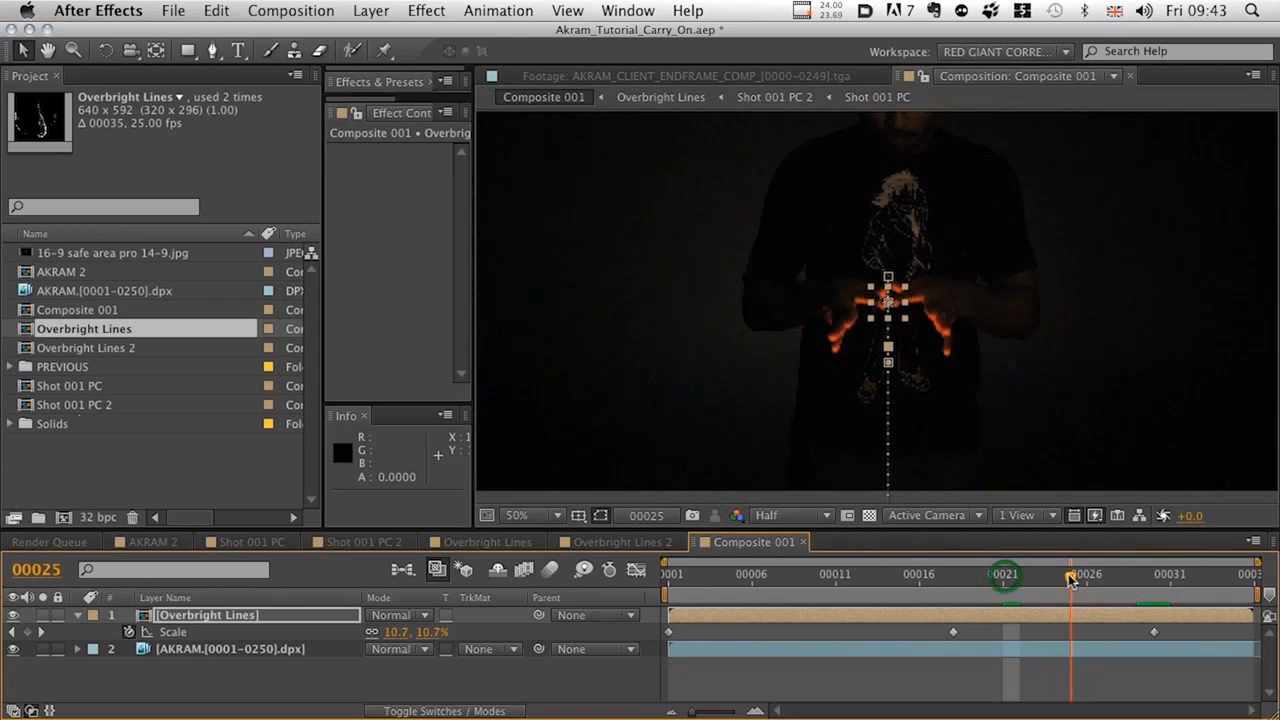 After Effects File Edit Composition Layer Effect Animation View Window Help 24.00 23.69 7 Fri 09:43
Akram_Tutorial_Carry_On.aep *
Workspace: RED GIANT CORRE... Search Help
Project × Effects & Presets Footage: AKRAM_CLIENT_ENDFRAME_COMP_[0000-0249].tga Composition: Composite 001 ×
Overbright Lines ▾, used 2 times
640 x 592 (320 x 296) (1.00)
Δ 00035, 25.00 fps
Effect Cont
Composite 001 Overbright Lines Shot 001 PC 2 Shot 001 PC
Composite 001 • Overbrig
Name Type
16-9 safe area pro 14-9.jpg JPE
AKRAM 2 Cor
AKRAM.[0001-0250].dpx DP
Composite 001 Cor
Overbright Lines Cor
Overbright Lines 2 Cor
PREVIOUS Fol
Shot 001 PC Cor
Shot 001 PC 2 Cor
Solids Fol
Info ×
R : X : 1
G : Y :
B :
A : 0.0000
32 bpc
50% 00025 Half Active Camera 1 View +0.0
Render Queue AKRAM 2 Shot 001 PC Shot 001 PC 2 Overbright Lines Overbright Lines 2 Composite 001 ×
00025 0001 00006 00011 00016 00021 00026 00031 0003
# Layer Name Mode T TrkMat Parent
1 [Overbright Lines] Normal None
Scale 10.7, 10.7%
2 [AKRAM.[0001-0250].dpx] Normal None None
Toggle Switches / Modes